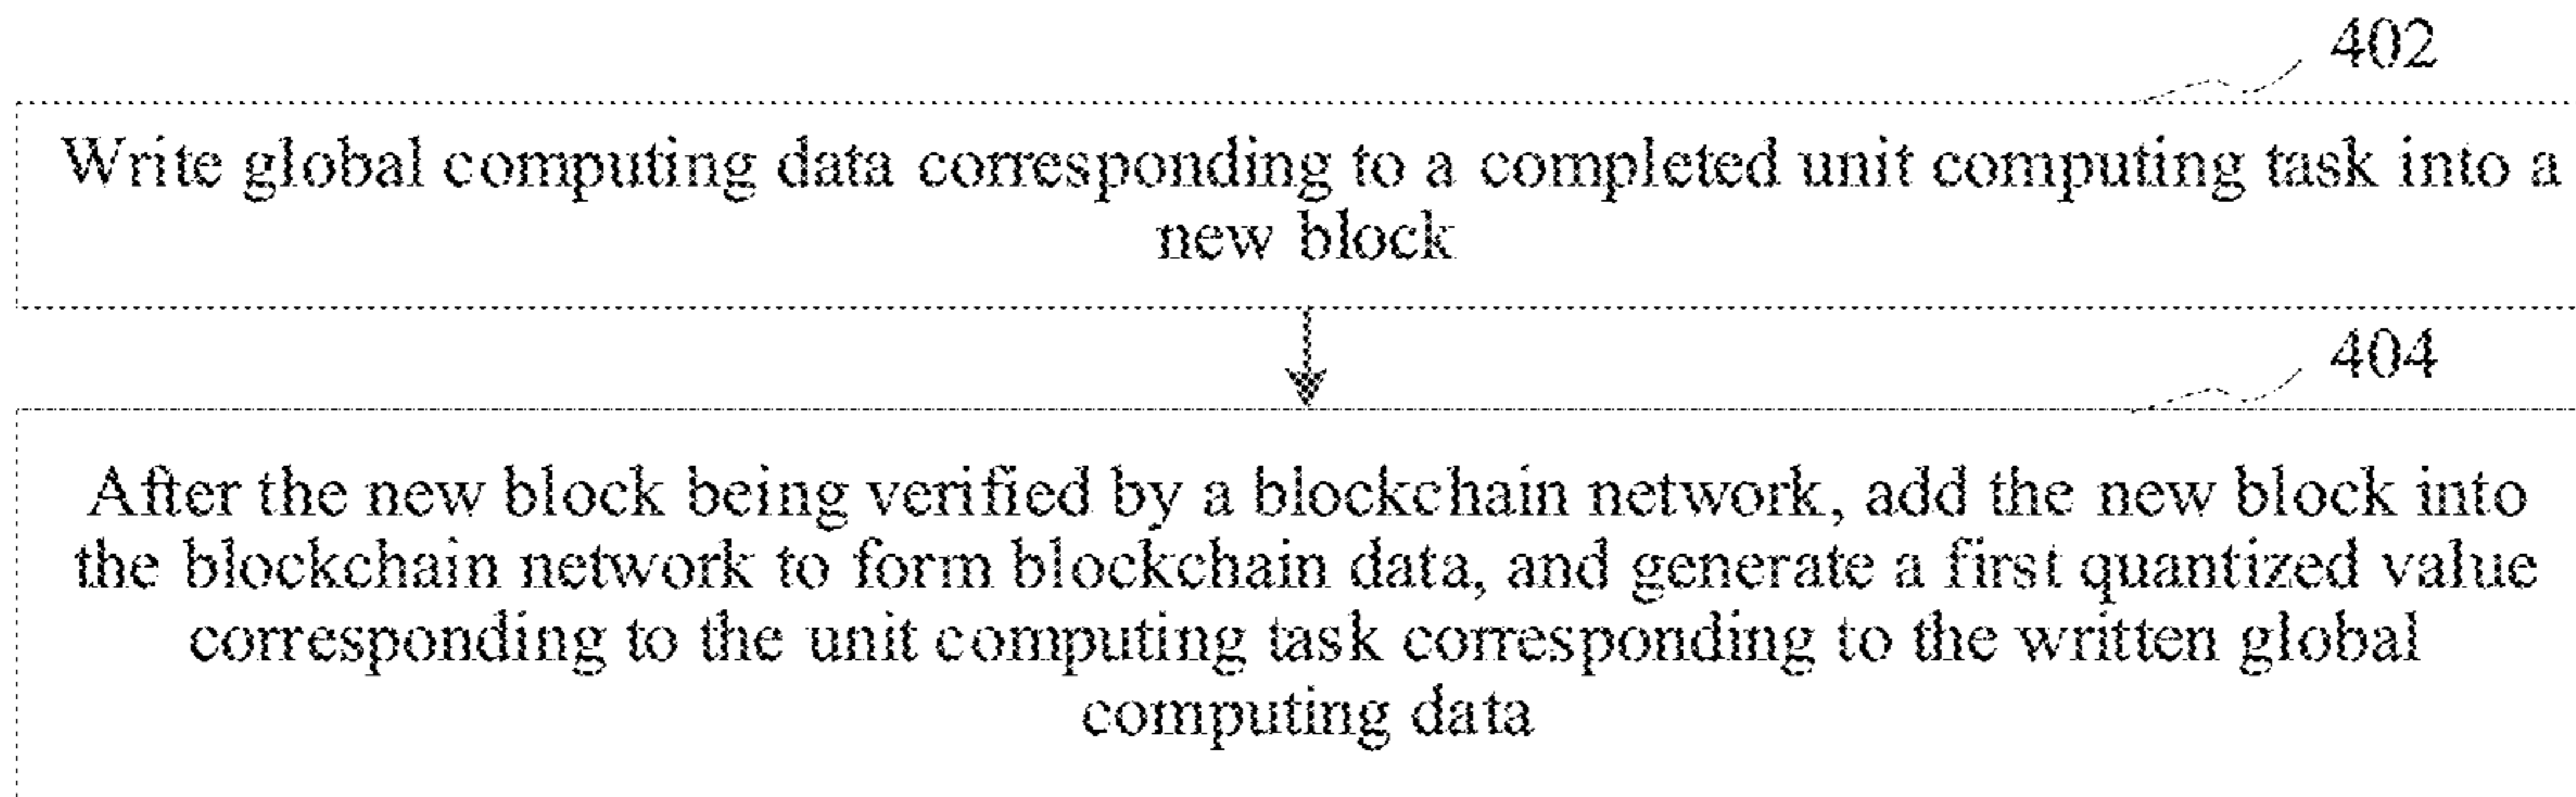 402
Write global computing data corresponding to a completed unit computing task into a
new block
404
After the new block being verified by a blockchain network, add the new block into
the blockchain network to form blockchain data, and generate a first quantized value
corresponding to the unit computing task corresponding to the written global
computing data